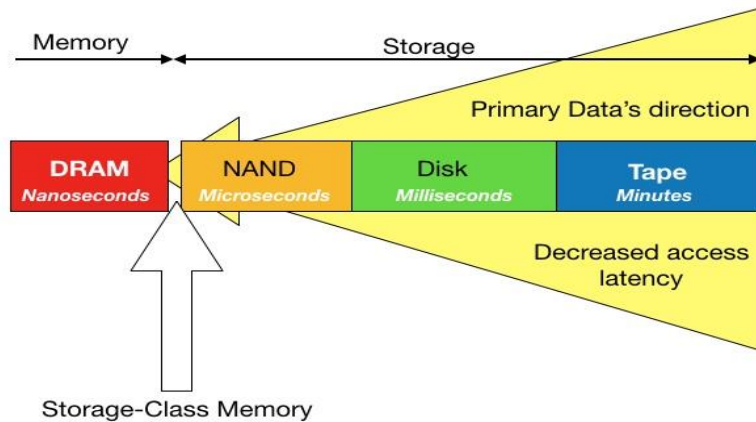 Memory
Storage
Primary Data's direction
DRAM
Nanoseconds
NAND
Microseconds
Disk
Milliseconds
Tape
Minutes
Decreased access
latency
Storage-Class Memory